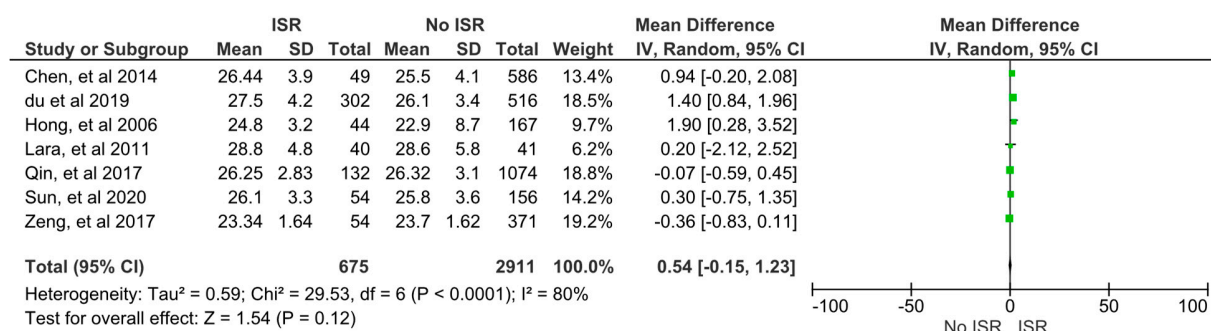 ISR No ISR Mean Difference Mean Difference
Study or Subgroup Mean SD Total Mean SD Total Weight IV, Random, 95% CI IV, Random, 95% CI
Chen, et al 2014 26.44 3.9 49 25.5 4.1 586 13.4% 0.94 [-0.20, 2.08]
du et al 2019 27.5 4.2 302 26.1 3.4 516 18.5% 1.40 [0.84, 1.96]
Hong, et al 2006 24.8 3.2 44 22.9 8.7 167 9.7% 1.90 [0.28, 3.52]
Lara, et al 2011 28.8 4.8 40 28.6 5.8 41 6.2% 0.20 [-2.12, 2.52]
Qin, et al 2017 26.25 2.83 132 26.32 3.1 1074 18.8% -0.07 [-0.59, 0.45]
Sun, et al 2020 26.1 3.3 54 25.8 3.6 156 14.2% 0.30 [-0.75, 1.35]
Zeng, et al 2017 23.34 1.64 54 23.7 1.62 371 19.2% -0.36 [-0.83, 0.11]
Total (95% CI) 675 2911 100.0% 0.54 [-0.15, 1.23]
Heterogeneity: Tau² = 0.59; Chi² = 29.53, df = 6 (P < 0.0001); I² = 80%
Test for overall effect: Z = 1.54 (P = 0.12)
-100 -50 0 50 100
No ISR ISR